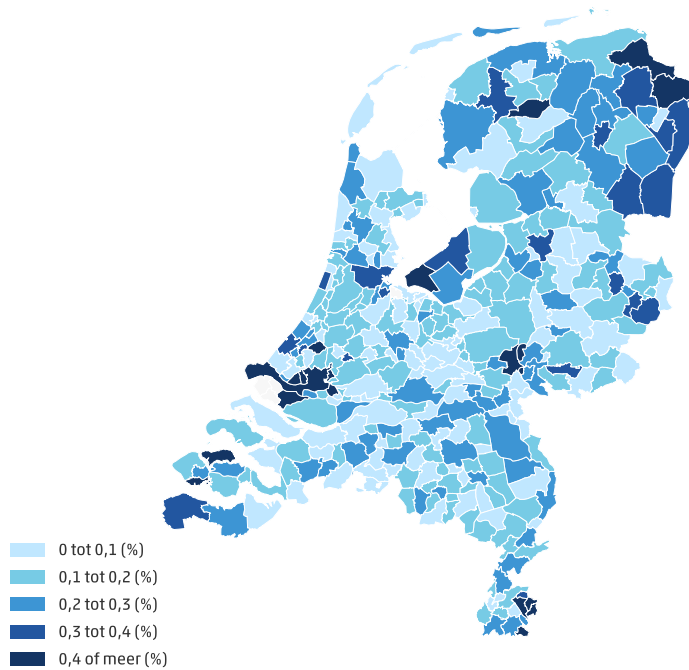 0 tot 0,1 (%)
0,1 tot 0,2 (%)
0,2 tot 0,3 (%)
0,3 tot 0,4 (%)
0,4 of meer (%)